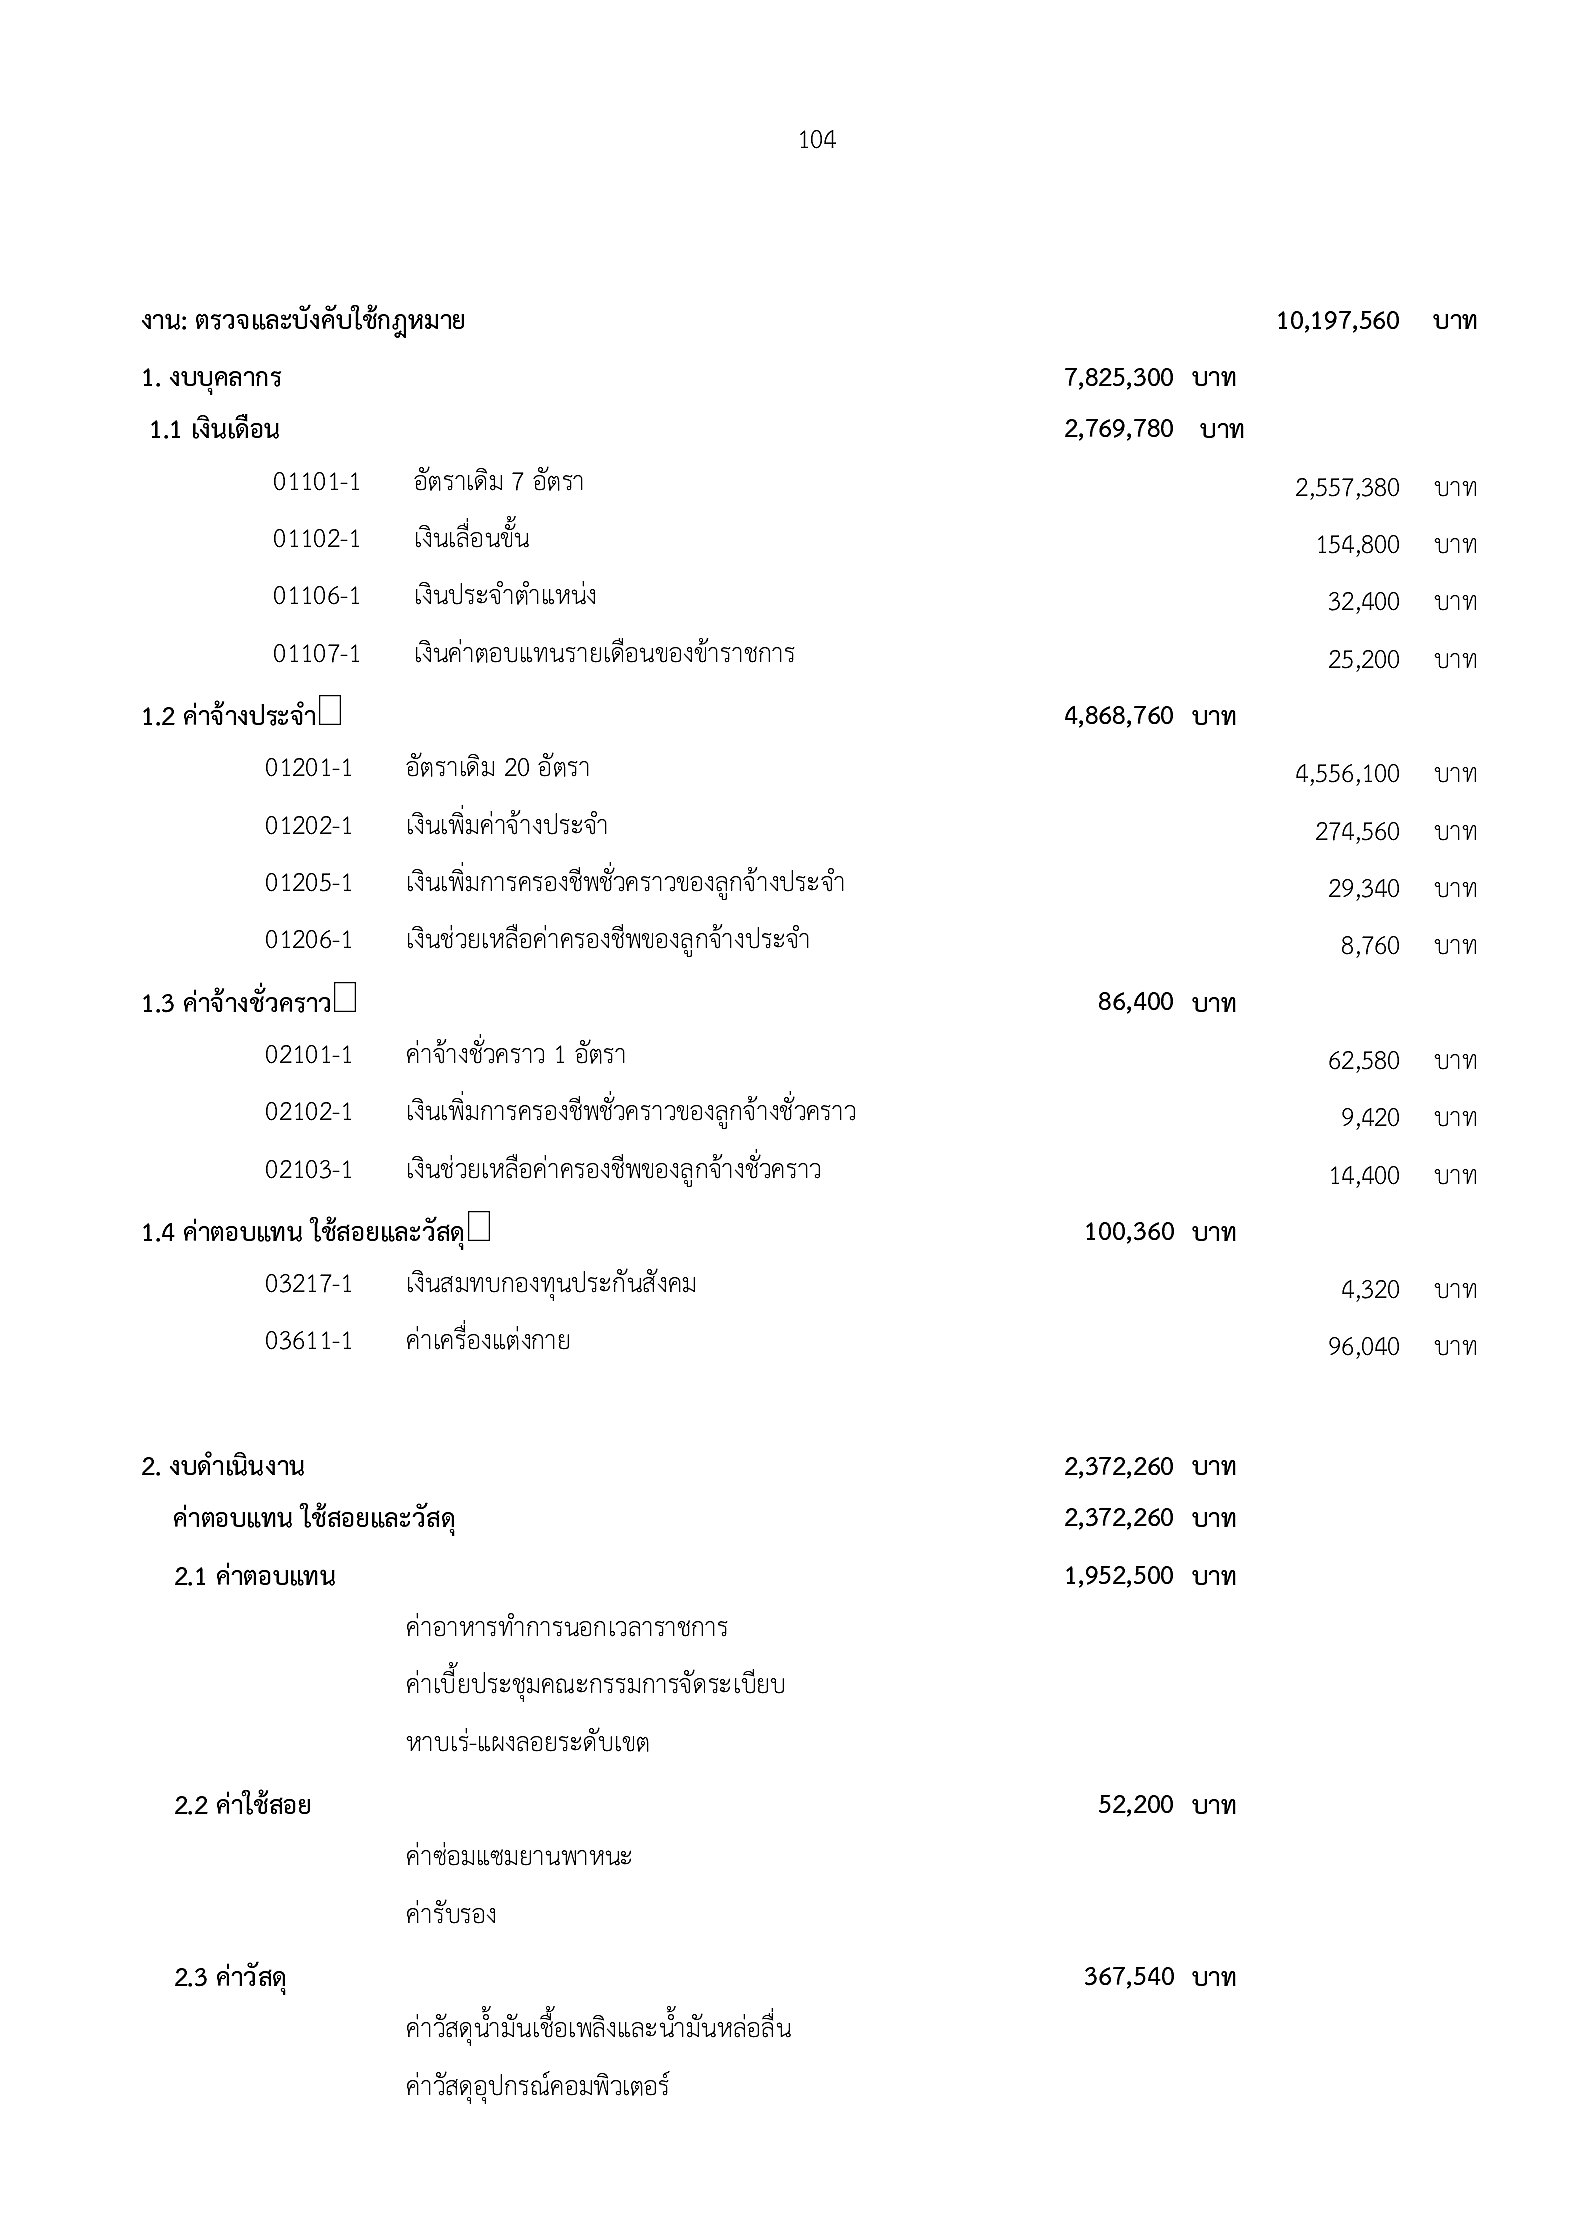 104
งาน: ตรวจและบังคับใช้กฎหมาย 10,197,560 บาท
1. งบบุคลากร 7,825,300 บาท
1.1 เงินเดือน 2,769,780 บาท
01101-1 อัตราเดิม 7 อัตรา 2,557,380 บาท
01102-1 เงินเลื่อนขั้น 154,800 บาท
01106-1 เงินประจำตำแหน่ง 32,400 บาท
01107-1 เงินค่าตอบแทนรายเดือนของข้าราชการ 25,200 บาท
1.2 ค่าจ้างประจำ 4,868,760 บาท
01201-1 อัตราเดิม 20 อัตรา 4,556,100 บาท
01202-1 เงินเพิ่มค่าจ้างประจำ 274,560 บาท
01205-1 เงินเพิ่มการครองชีพชั่วคราวของลูกจ้างประจำ 29,340 บาท
01206-1 เงินช่วยเหลือค่าครองชีพของลูกจ้างประจำ 8,760 บาท
1.3 ค่าจ้างชั่วคราว 86,400 บาท
02101-1 ค่าจ้างชั่วคราว 1 อัตรา 62,580 บาท
02102-1 เงินเพิ่มการครองชีพชั่วคราวของลูกจ้างชั่วคราว 9,420 บาท
02103-1 เงินช่วยเหลือค่าครองชีพของลูกจ้างชั่วคราว 14,400 บาท
1.4 ค่าตอบแทน ใช้สอยและวัสดุ 100,360 บาท
03217-1 เงินสมทบกองทุนประกันสังคม 4,320 บาท
03611-1 ค่าเครื่องแต่งกาย 96,040 บาท
2. งบดำเนินงาน 2,372,260 บาท
ค่าตอบแทน ใช้สอยและวัสดุ 2,372,260 บาท
2.1 ค่าตอบแทน 1,952,500 บาท
ค่าอาหารทำการนอกเวลาราชการ
ค่าเบี้ยประชุมคณะกรรมการจัดระเบียบ
หาบเร่-แผงลอยระดับเขต
2.2 ค่าใช้สอย 52,200 บาท
ค่าซ่อมแซมยานพาหนะ
ค่ารับรอง
2.3 ค่าวัสดุ 367,540 บาท
ค่าวัสดุน้ำมันเชื้อเพลิงและน้ำมันหล่อลื่น
ค่าวัสดุอุปกรณ์คอมพิวเตอร์